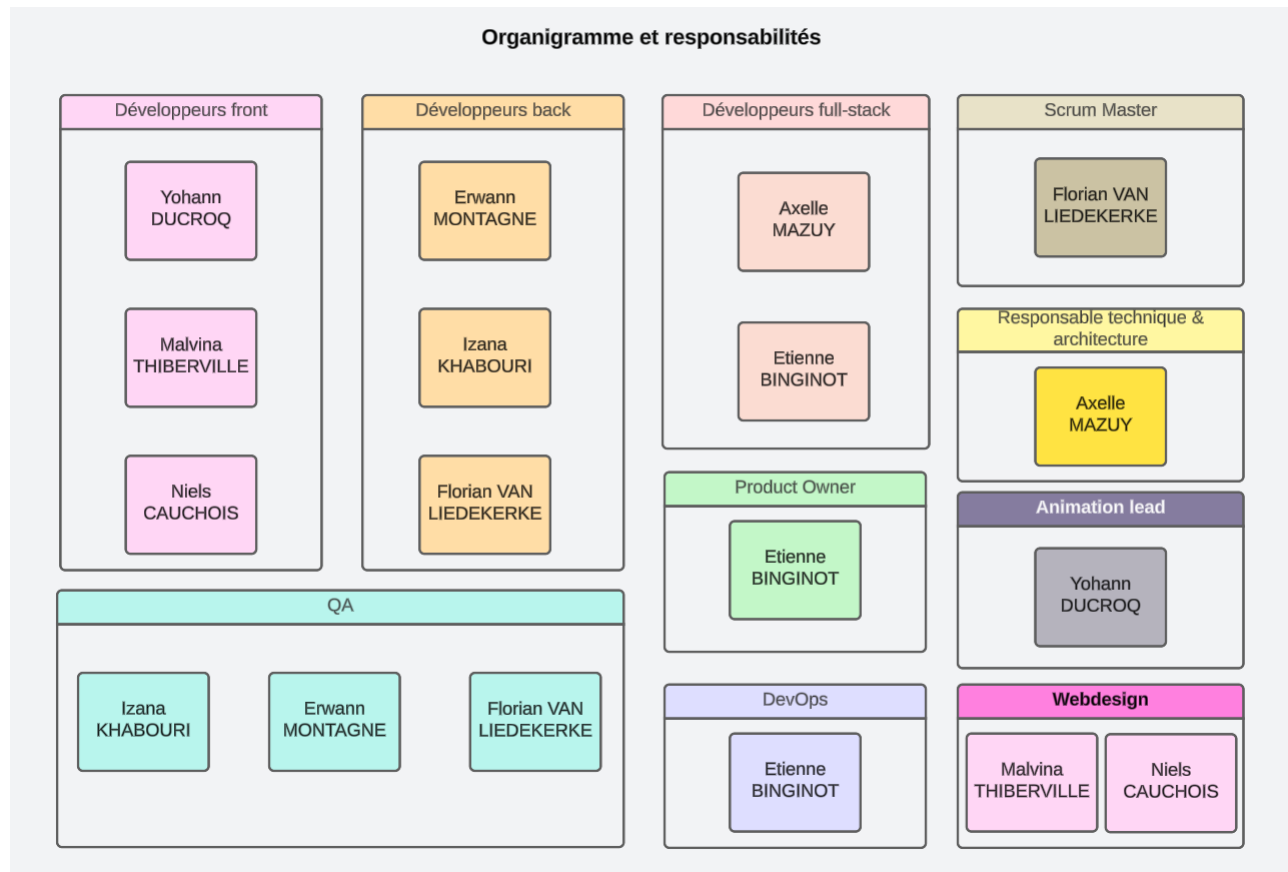 Organigramme et responsabilités
Développeurs front
Yohann
DUCROQ
Malvina
THIBERVILLE
Niels
CAUCHOIS
Développeurs back
Erwann
MONTAGNE
Izana
KHABOURI
Florian VAN
LIEDEKERKE
Développeurs full-stack
Axelle
MAZUY
Etienne
BINGINOT
Scrum Master
Florian VAN
LIEDEKERKE
Responsable technique &
architecture
Axelle
MAZUY
Product Owner
Etienne
BINGINOT
Animation lead
Yohann
DUCROQ
QA
Izana
KHABOURI
Erwann
MONTAGNE
Florian VAN
LIEDEKERKE
DevOps
Etienne
BINGINOT
Webdesign
Malvina
THIBERVILLE
Niels
CAUCHOIS